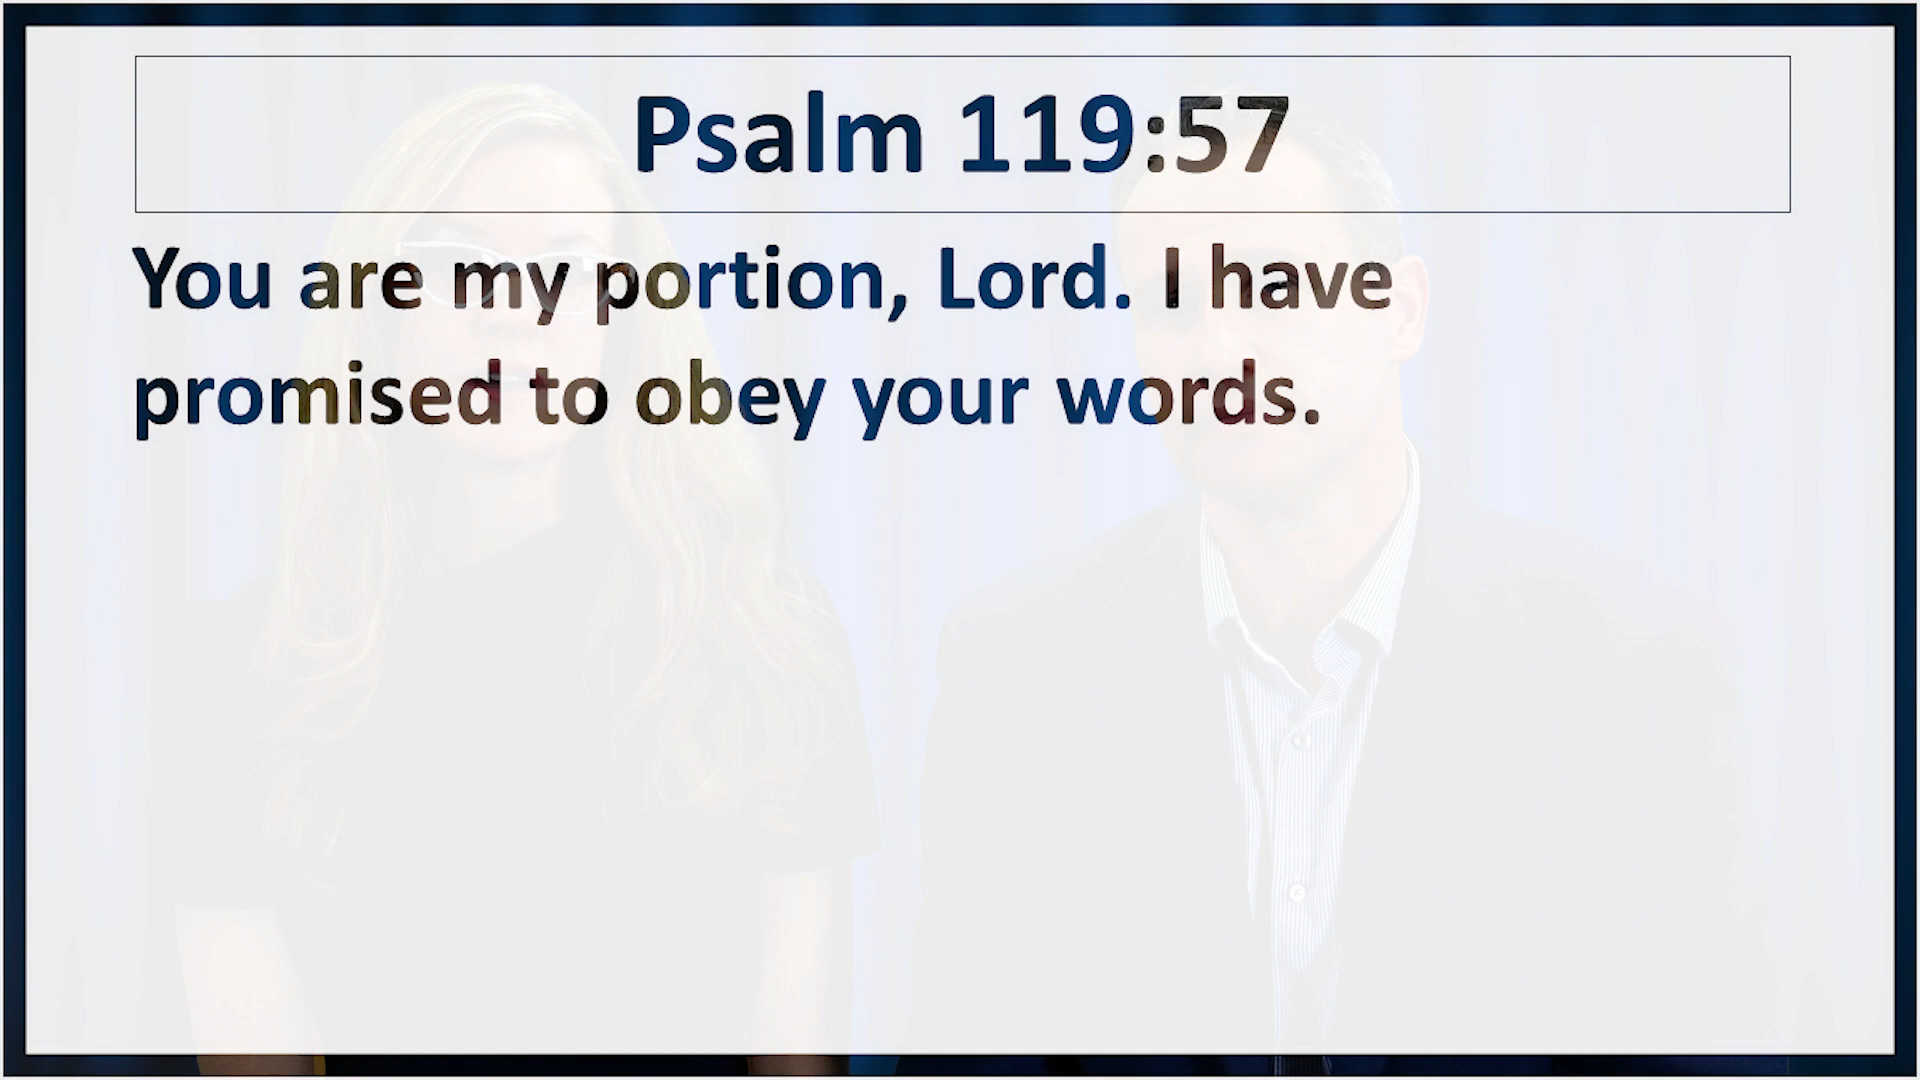 Psalm 119:57
You are my portion, Lord. I have
promised to obey your words.